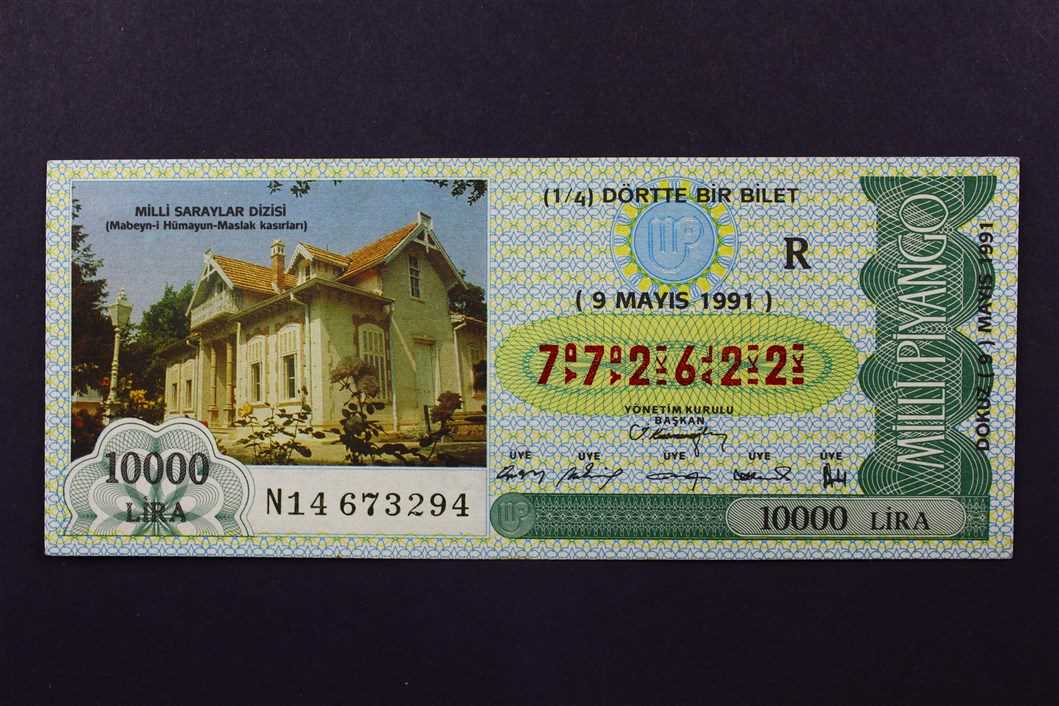 MİLLİ SARAYLAR DİZİSİ
(Mabeyn-i Hümayun-Maslak kasırları)
10000
LİRA
N14 673294
(1/4) DÖRTTE BİR BİLET
R
( 9 MAYIS 1991 )
7 7 2 6 2 2
YÖNETİM KURULU
BAŞKAN
ÜYE ÜYE ÜYE ÜYE ÜYE
10000 LİRA
MİLLİ PİYANGO
DOKUZ ( 9 ) MAYIS 1991